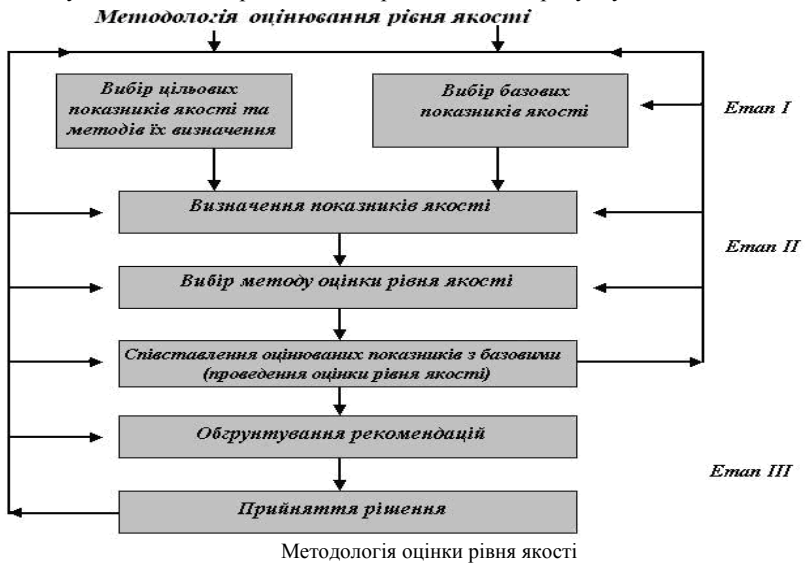 Методологія оцінювання рівня якості
Вибір цільових
показників якості та
методів їх визначення
Вибір базових
показників якості
Етап I
Визначення показників якості
Етап II
Вибір методу оцінки рівня якості
Співставлення оцінюваних показників з базовими
(проведення оцінки рівня якості)
Обгрунтування рекомендацій
Етап III
Прийняття рішення
Методологія оцінки рівня якості